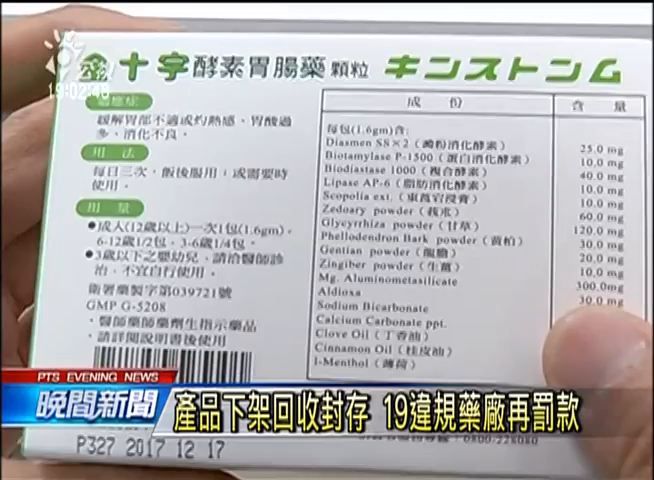 公視
19:02:48
十字酵素胃腸藥 顆粒 キンストンム
適應症
緩解胃部不適或灼熱感、胃酸過
多、消化不良。
用法
每日三次,飯後服用,或需要時
使用。
用量
●成人(12歲以上)一次1包(1.6gm),
6-12歲1/2包、3-6歲1/4包。
●3歲以下之嬰幼兒,請洽醫師診
治,不宜自行使用。
衛署藥製字第039721號
GMP G-5208
・醫師藥師藥劑生指示藥品
・請詳閱說明書後使用
成份 含量
每包(1.6gm)含:
Diasmen SS×2(澱粉消化酵素) 25.0 mg
Biotamylase P-1500(蛋白消化酵素) 10.0 mg
Biodiastase 1000(複合酵素) 40.0 mg
Lipase AP-6(脂肪消化酵素) 10.0 mg
Scopolia ext.(東莨宕浸膏) 10.0 mg
Zedoary powder(莪朮) 60.0 mg
Glycyrrhiza powder(甘草) 120.0 mg
Phellodendron Bark powder(黃柏) 30.0 mg
Gentian powder(龍膽) 20.0 mg
Zingiber powder(生薑) 10.0 mg
Mg. Aluminometasilicate 300.0mg
Aldioxa 30.0 mg
Sodium Bicarbonate
Calcium Carbonate ppt.
Clove Oil(丁香油)
Cinnamon Oil(桂皮油)
l-Menthol(薄荷)
PTS EVENING NEWS
晚間新聞
產品下架回收封存 19違規藥廠再罰款
P327 2017 12 17
0800-228080